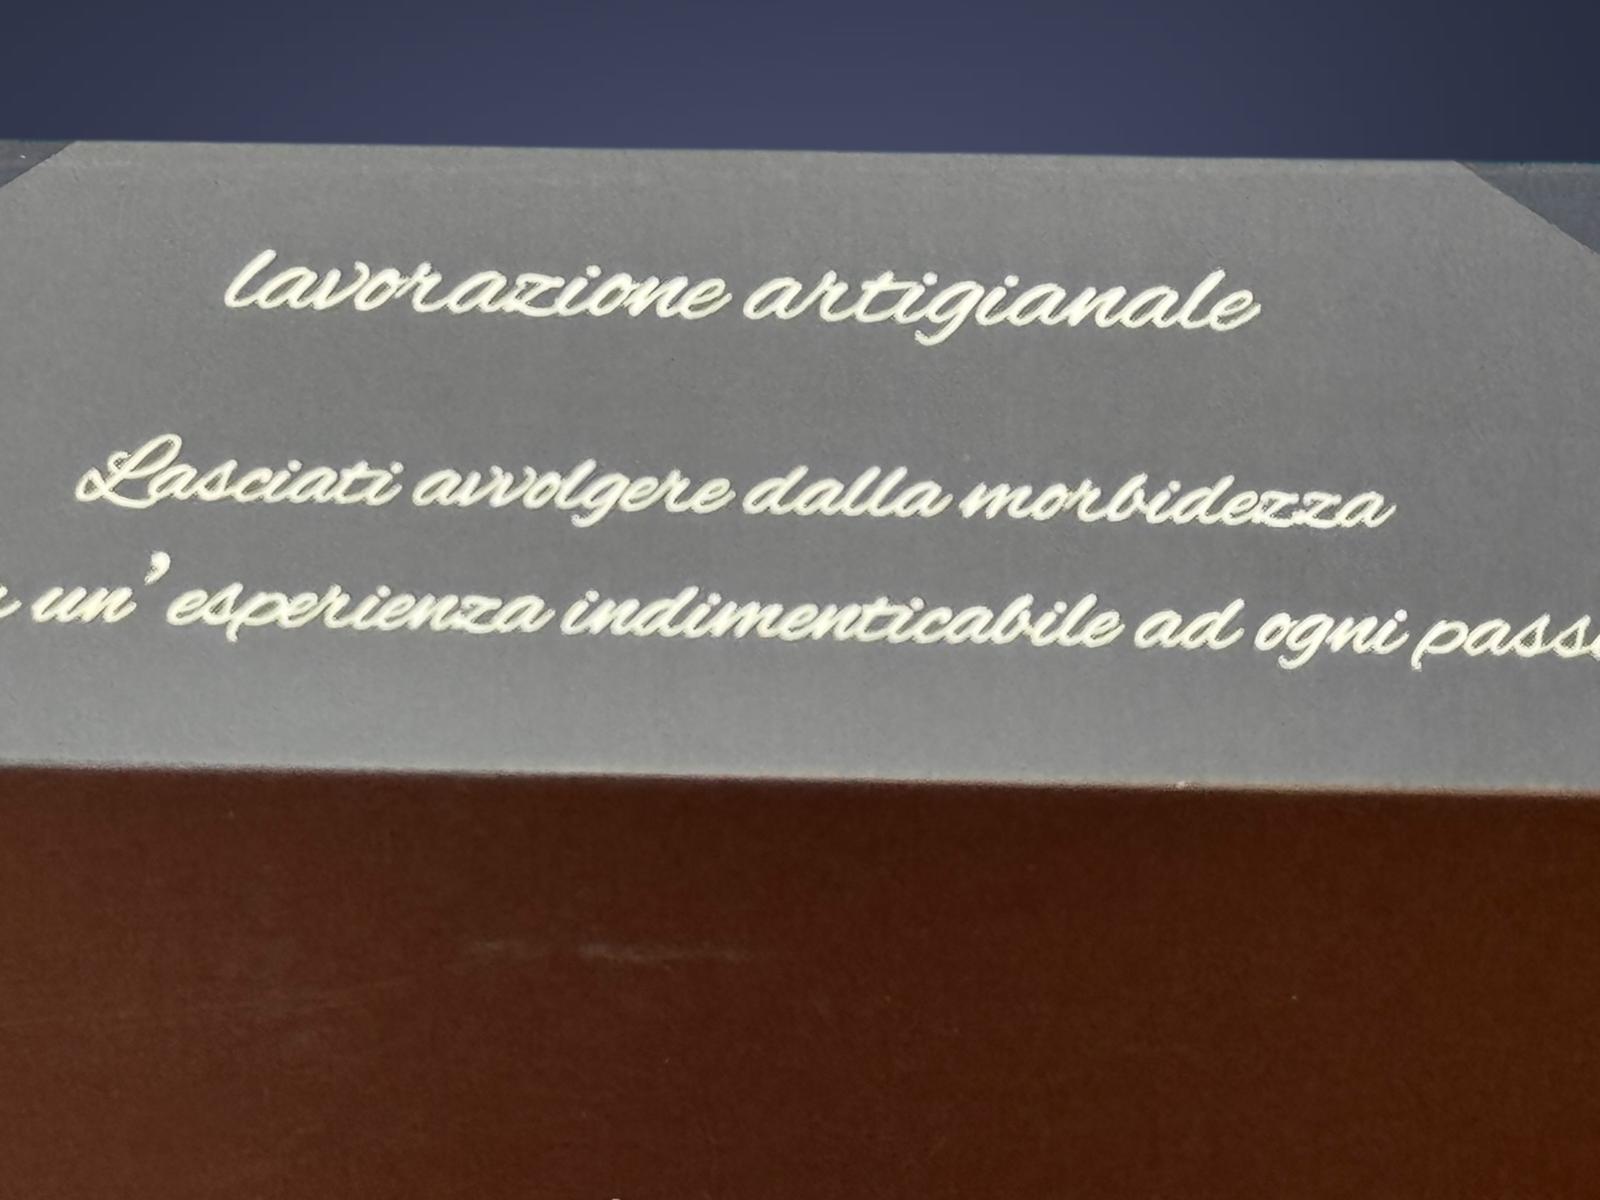 lavorazione artigianale
Lasciati avvolgere dalla morbidezza
un' esperienza indimenticabile ad ogni